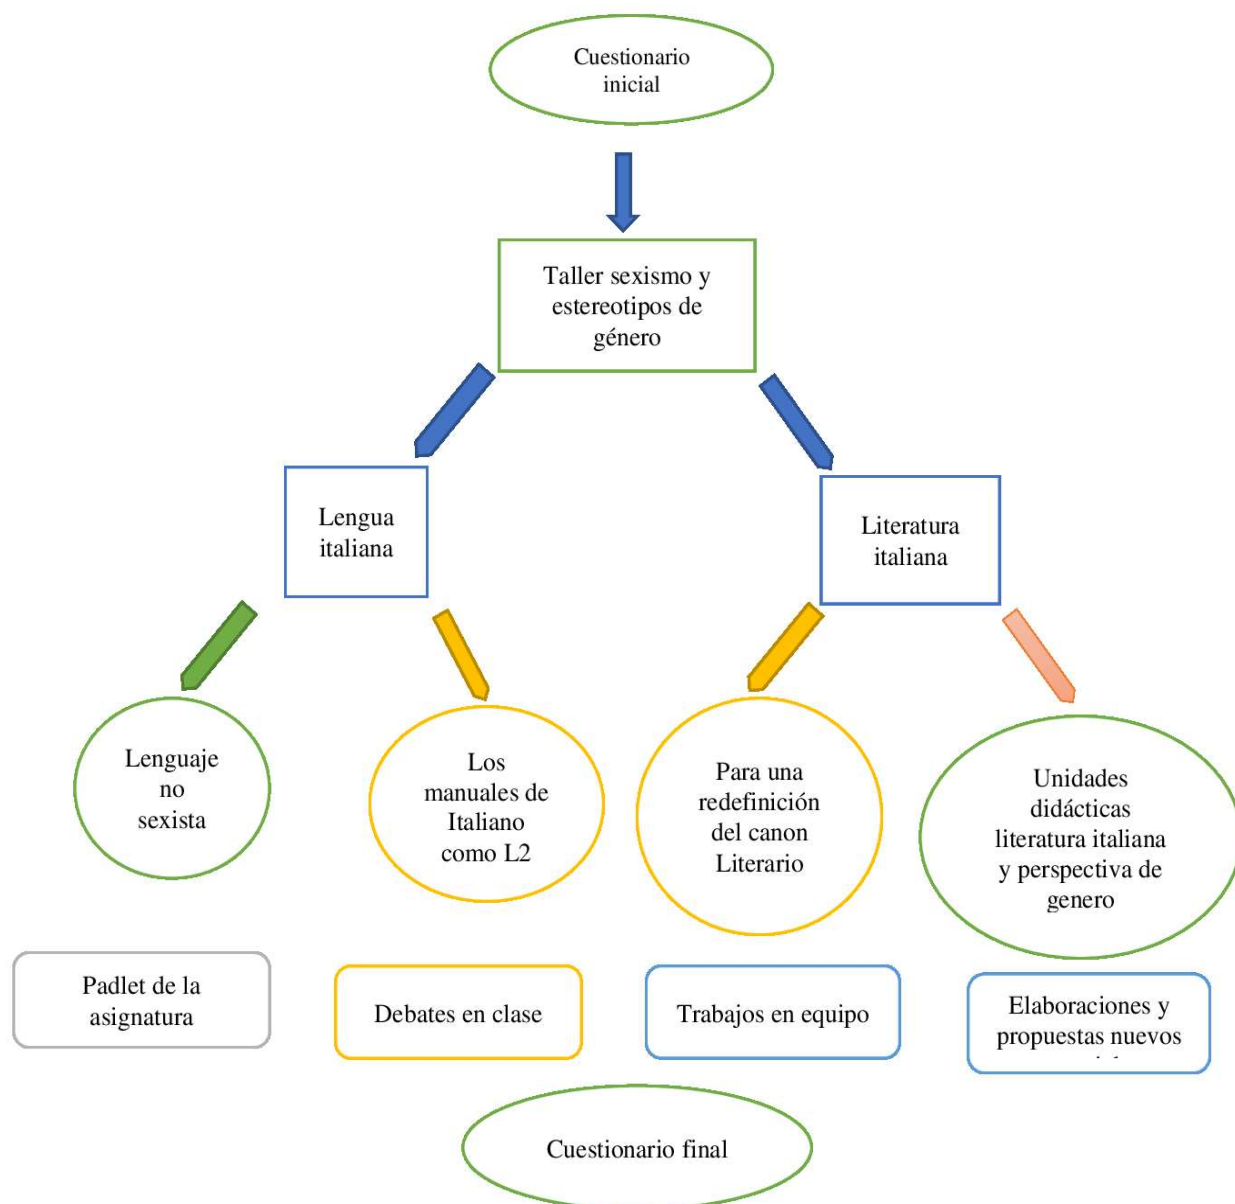 Cuestionario
inicial
Taller sexismo y
estereotipos de
género
Lengua
italiana
Literatura
italiana
Lenguaje
no
sexista
Los
manuales de
Italiano
como L2
Para una
redefinición
del canon
Literario
Unidades
didácticas
literatura italiana
y perspectiva de
genero
Padlet de la
asignatura
Debates en clase
Trabajos en equipo
Elaboraciones y
propuestas nuevos
Cuestionario final